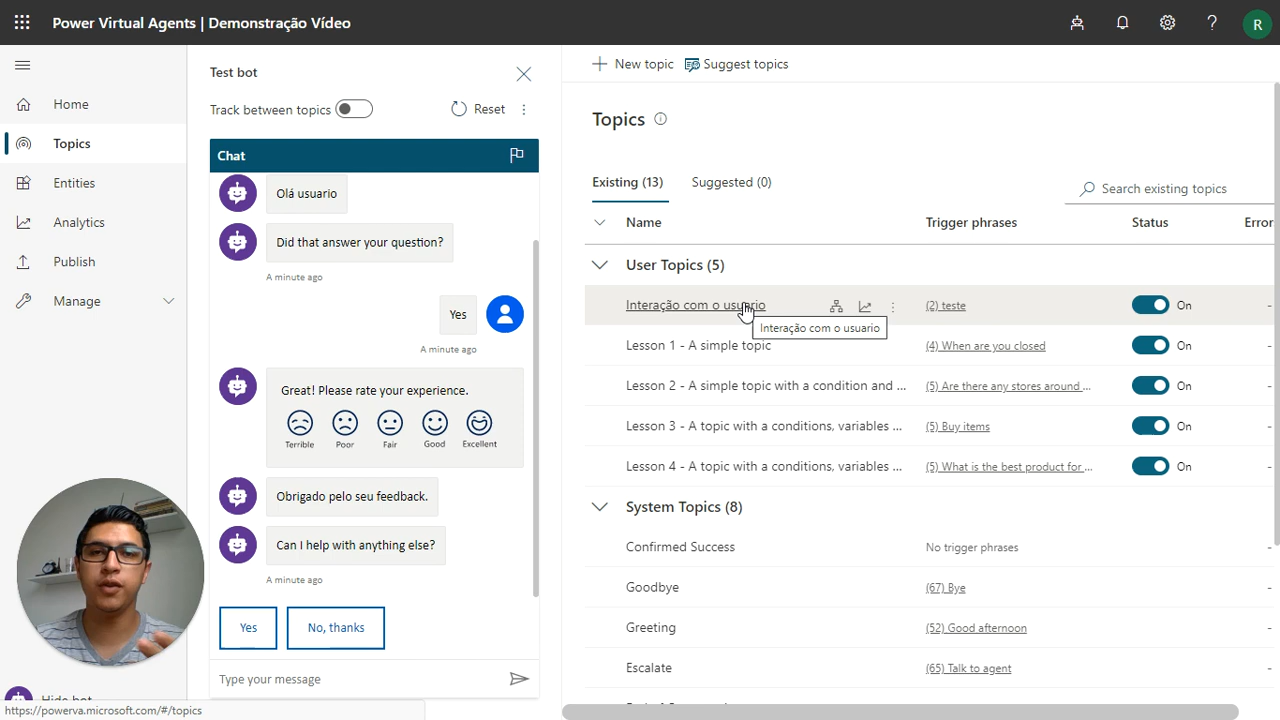 Power Virtual Agents | Demonstração Vídeo
?
R
Home
Topics
Entities
Analytics
Publish
Manage
Hide bot
https://powerva.microsoft.com/#/topics
Test bot
Track between topics
Reset
Chat
Olá usuario
Did that answer your question?
A minute ago
Yes
A minute ago
Great! Please rate your experience.
Terrible
Poor
Fair
Good
Excellent
Obrigado pelo seu feedback.
Can I help with anything else?
A minute ago
Yes
No, thanks
Type your message
New topic
Suggest topics
Topics
Existing (13)
Suggested (0)
Search existing topics
Name
Trigger phrases
Status
Error
User Topics (5)
Interação com o usuario
(2) teste
On
-
Interação com o usuario
Lesson 1 - A simple topic
(4) When are you closed
On
-
Lesson 2 - A simple topic with a condition and ...
(5) Are there any stores around ...
On
-
Lesson 3 - A topic with a conditions, variables ...
(5) Buy items
On
-
Lesson 4 - A topic with a conditions, variables ...
(5) What is the best product for ...
On
-
System Topics (8)
Confirmed Success
No trigger phrases
-
Goodbye
(67) Bye
-
Greeting
(52) Good afternoon
-
Escalate
(65) Talk to agent
-